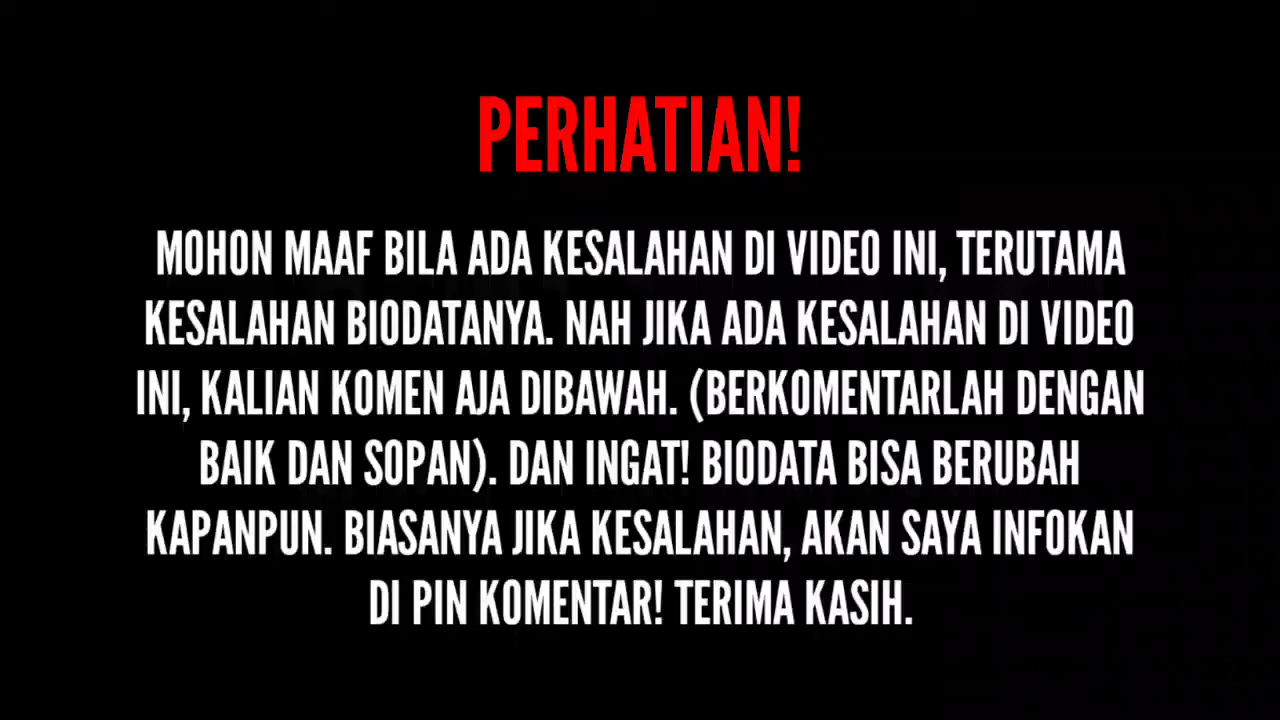 PERHATIAN!
MOHON MAAF BILA ADA KESALAHAN DI VIDEO INI, TERUTAMA
KESALAHAN BIODATANYA. NAH JIKA ADA KESALAHAN DI VIDEO
INI, KALIAN KOMEN AJA DIBAWAH. (BERKOMENTARLAH DENGAN
BAIK DAN SOPAN). DAN INGAT! BIODATA BISA BERUBAH
KAPANPUN. BIASANYA JIKA KESALAHAN, AKAN SAYA INFOKAN
DI PIN KOMENTAR! TERIMA KASIH.